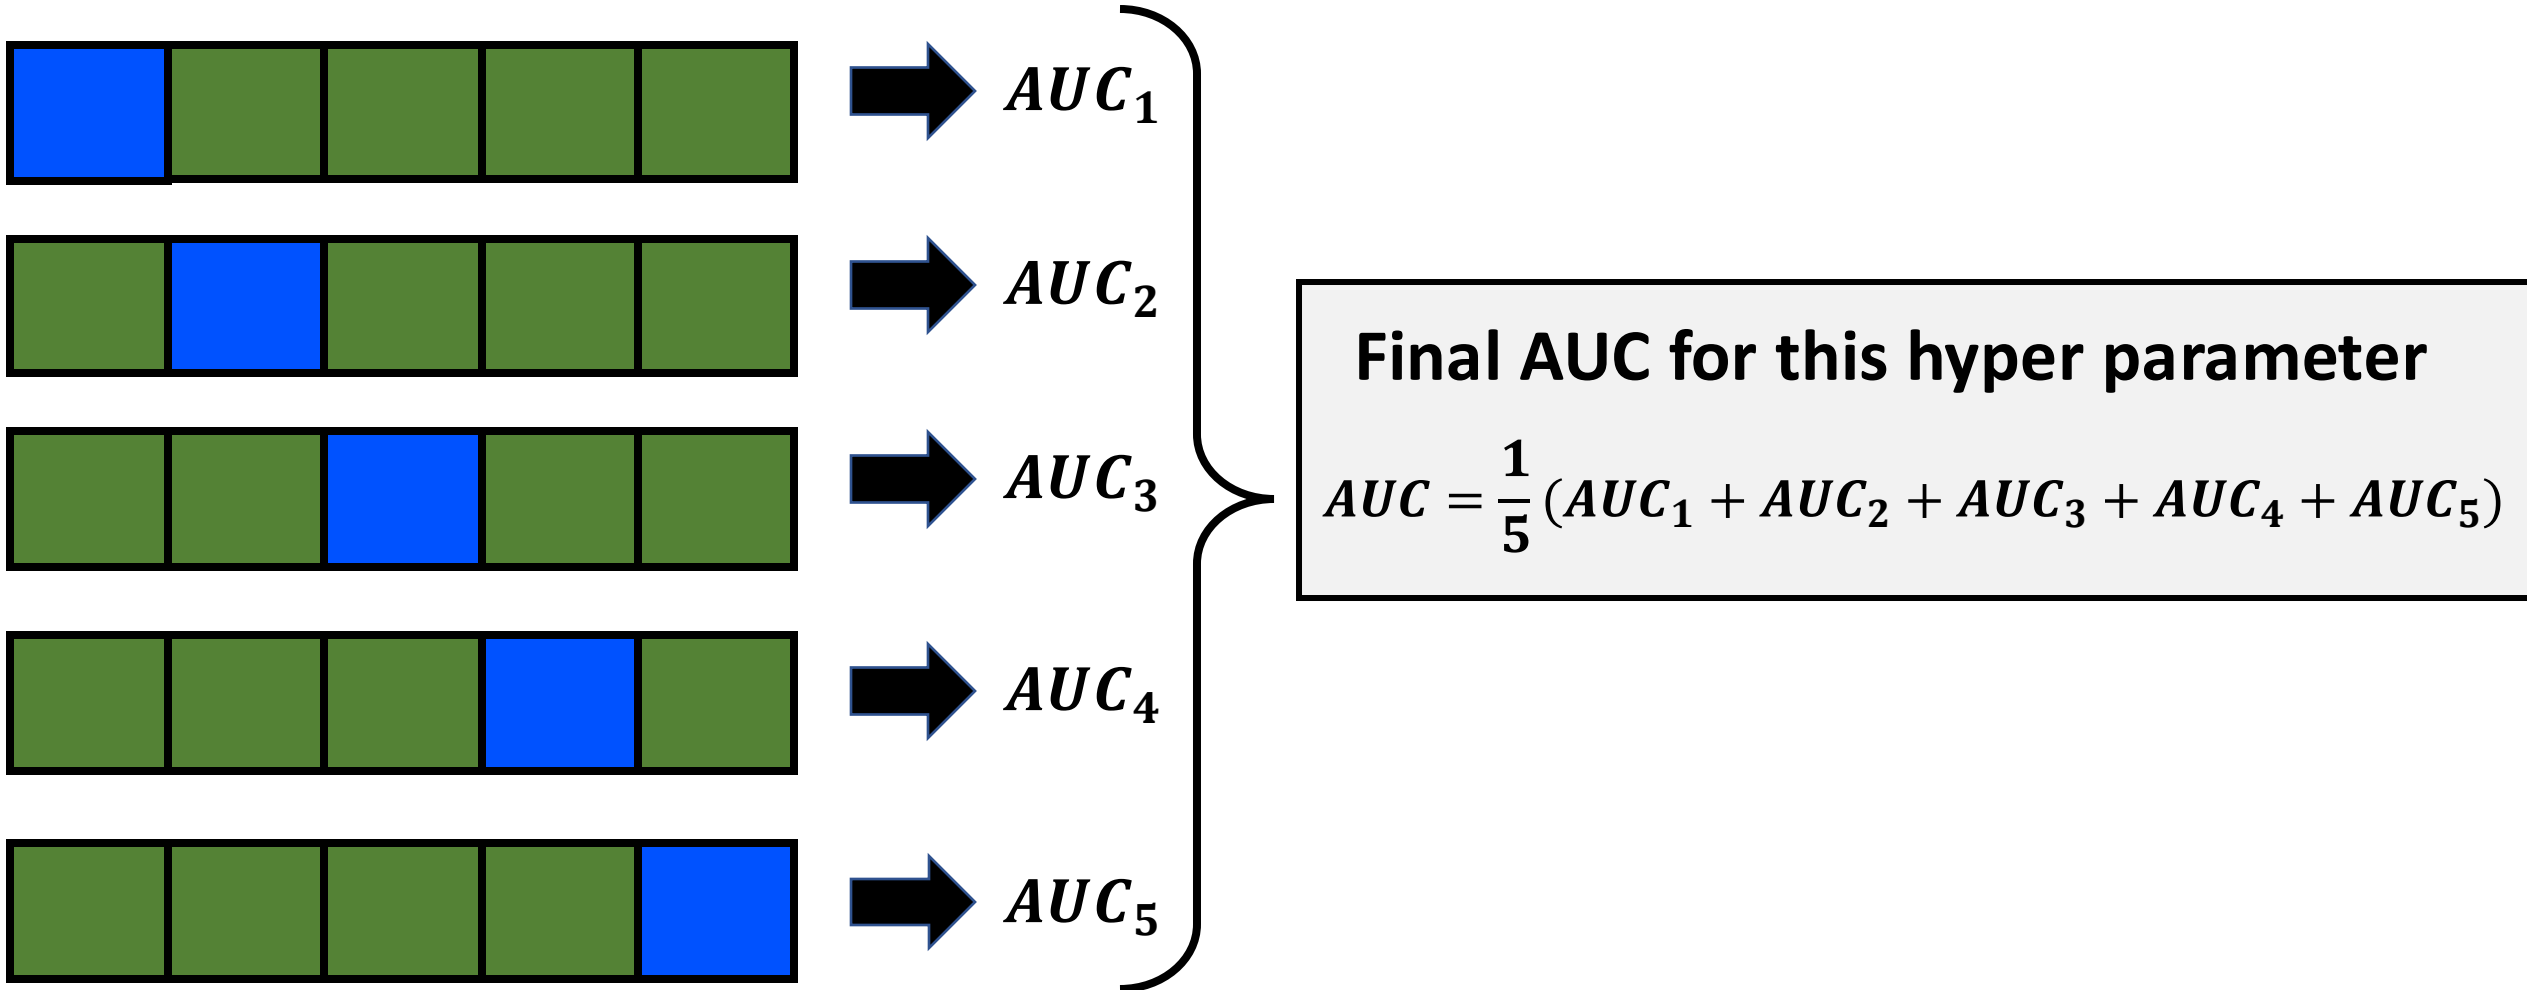 AUC₁
AUC₂
AUC₃
AUC₄
AUC₅
Final AUC for this hyper parameter
AUC = 1/5 (AUC₁ + AUC₂ + AUC₃ + AUC₄ + AUC₅)